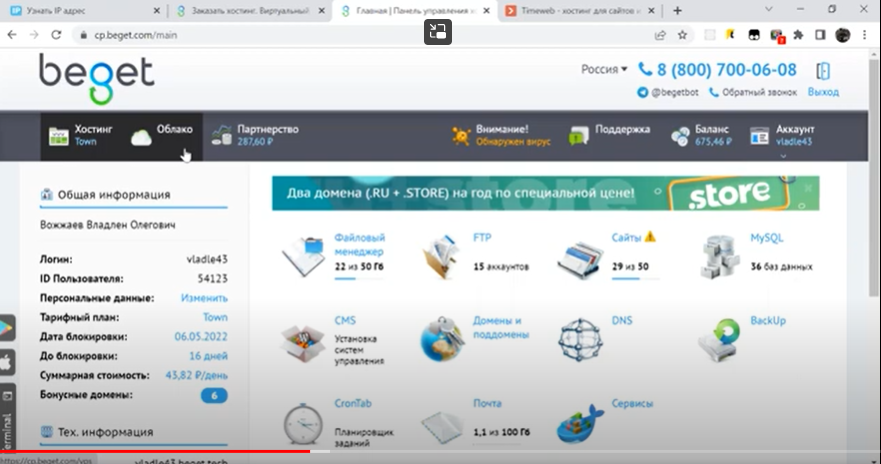 Узнать IP адрес
Заказать хостинг. Виртуальный
Главная | Панель управления х
Timeweb - хостинг для сайтов и
cp.beget.com/main
beget
Россия
8 (800) 700-06-08
@begetbot
Обратный звонок
Выход
Хостинг
Town
Облако
Партнерство
287,60 ₽
Внимание!
Обнаружен вирус
Поддержка
Баланс
675,46 ₽
Аккаунт
vladle43
Общая информация
Вожжаев Владлен Олегович
Логин: vladle43
ID Пользователя: 54123
Персональные данные: Изменить
Тарифный план: Town
Дата блокировки: 06.05.2022
До блокировки: 16 дней
Суммарная стоимость: 43,82 ₽/день
Бонусные домены: 6
Тех. информация
Два домена (.RU + .STORE) на год по специальной цене!
.store
Файловый
менеджер
22 из 50 Гб
FTP
15 аккаунтов
Сайты
29 из 50
MySQL
36 баз данных
CMS
Установка
систем
управления
Домены и
поддомены
DNS
BackUp
CronTab
Планировщик
заданий
Почта
1,1 из 100 Гб
Сервисы
https://cp.beget.com/vps
vladle43.beget.tech